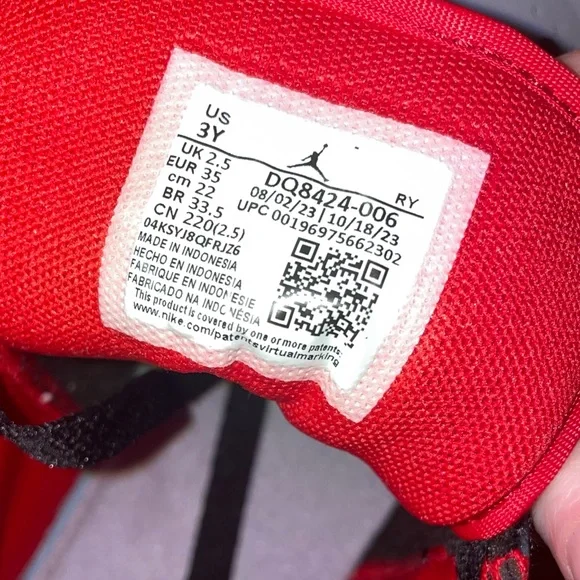 US
3Y
UK 2.5
EUR 35
cm 22
BR 33.5
CN 220(2.5)
04KSYJ8QFRJZ6
MADE IN INDONESIA
HECHO EN INDONESIA
FABRIQUE EN INDONESIE
FABRICADO NA INDONÉSIA
This product is covered by one or more patents.
www.nike.com/patentsvirtualmarking
RY
DQ8424-006
08/02/23 | 10/18/23
UPC 00196975662302